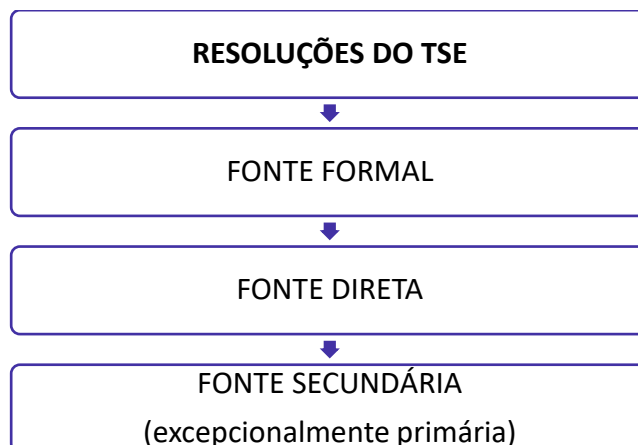 RESOLUÇÕES DO TSE
FONTE FORMAL
FONTE DIRETA
FONTE SECUNDÁRIA
(excepcionalmente primária)